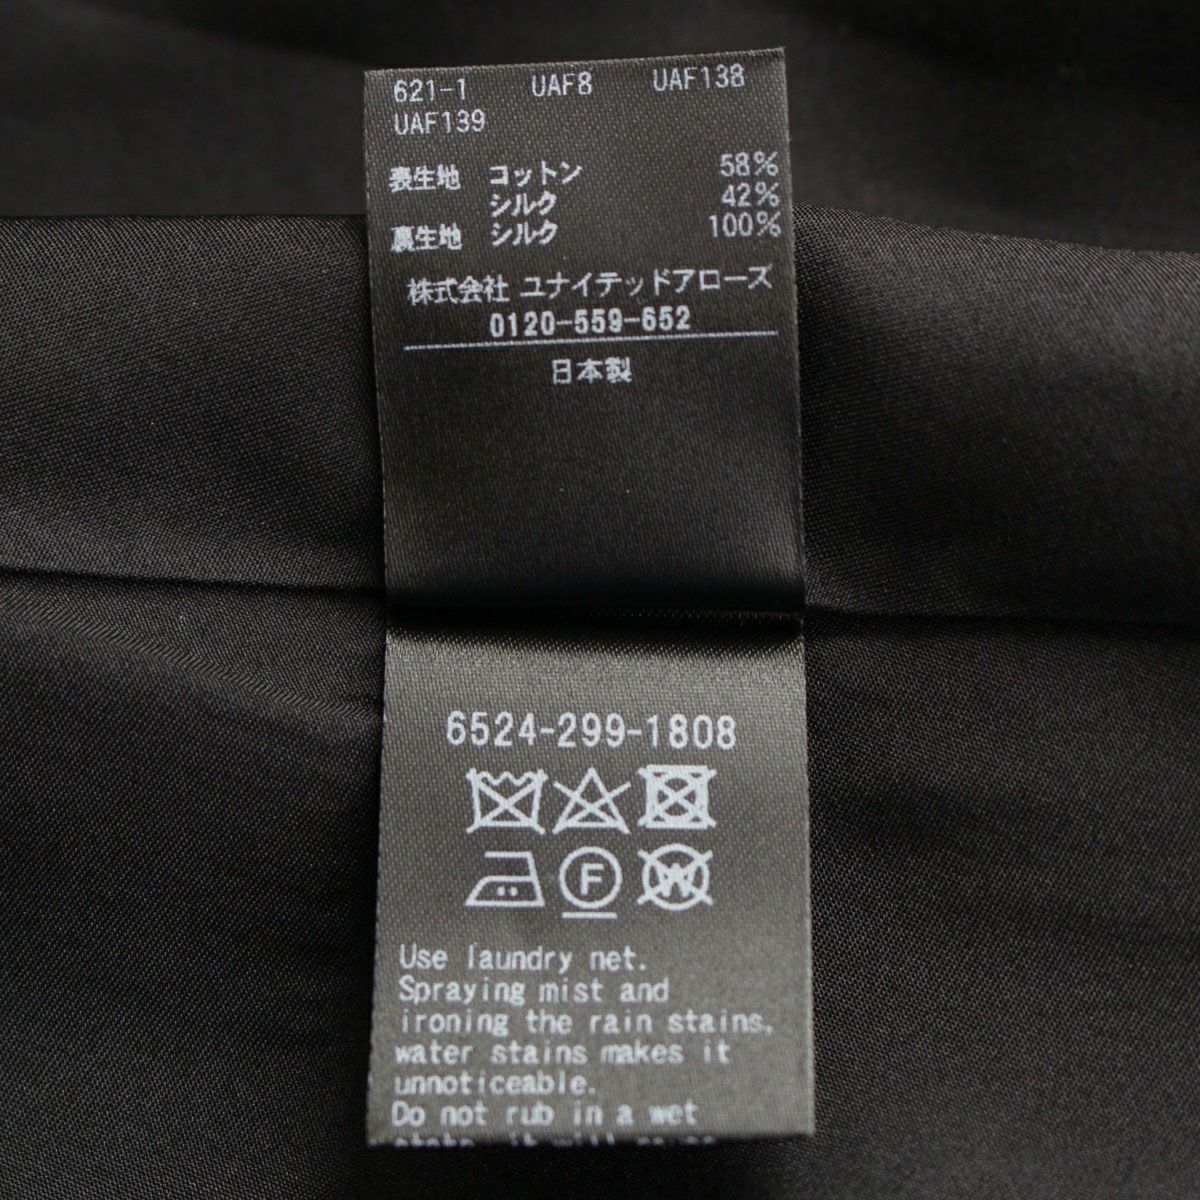 621-1 UAF8 UAF138
UAF139
表生地 コットン 58%
シルク 42%
裏生地 シルク 100%
株式会社 ユナイテッドアローズ
0120-559-652
日本製
6524-299-1808
F W
Use laundry net.
Spraying mist and
ironing the rain stains,
water stains makes it
unnoticeable.
Do not rub in a wet